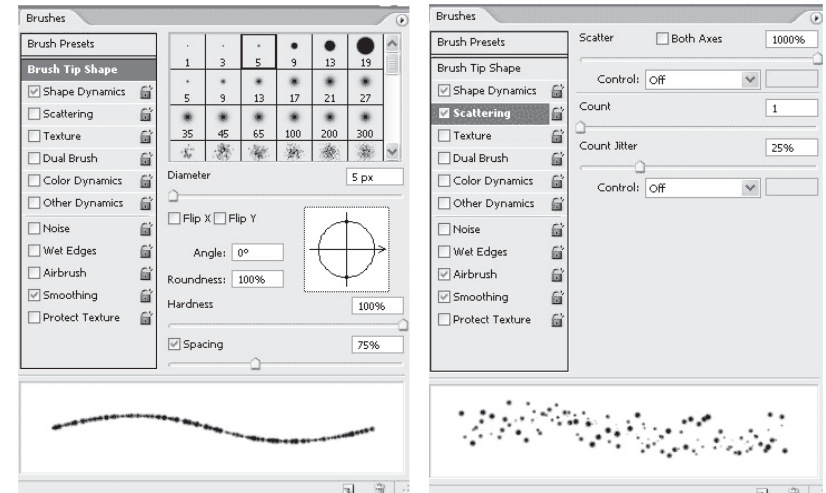 Brushes
Brush Presets
Brush Tip Shape
Shape Dynamics
Scattering
Texture
Dual Brush
Color Dynamics
Other Dynamics
Noise
Wet Edges
Airbrush
Smoothing
Protect Texture
1 3 5 9 13 19
5 9 13 17 21 27
35 45 65 100 200 300
Diameter 5 px
Flip X Flip Y
Angle: 0°
Roundness: 100%
Hardness 100%
Spacing 75%
Brushes
Brush Presets
Brush Tip Shape
Shape Dynamics
Scattering
Texture
Dual Brush
Color Dynamics
Other Dynamics
Noise
Wet Edges
Airbrush
Smoothing
Protect Texture
Scatter Both Axes 1000%
Control: Off
Count 1
Count Jitter 25%
Control: Off